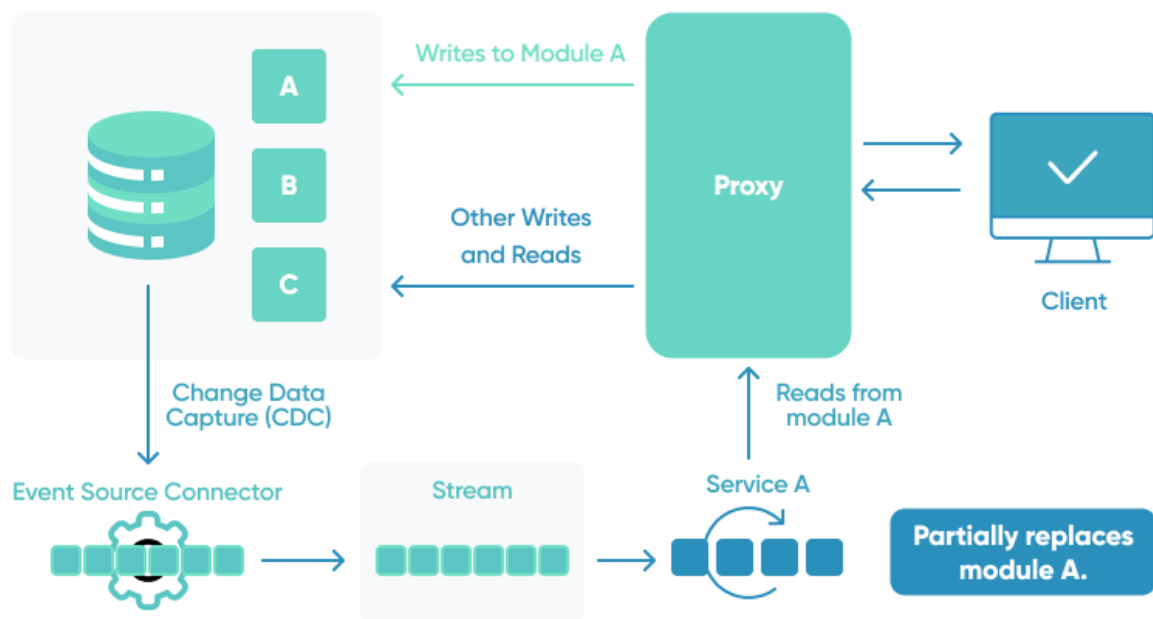 Writes to Module A
A
B
C
Other Writes
and Reads
Proxy
Client
Change Data
Capture (CDC)
Reads from
module A
Event Source Connector
Stream
Service A
Partially replaces
module A.